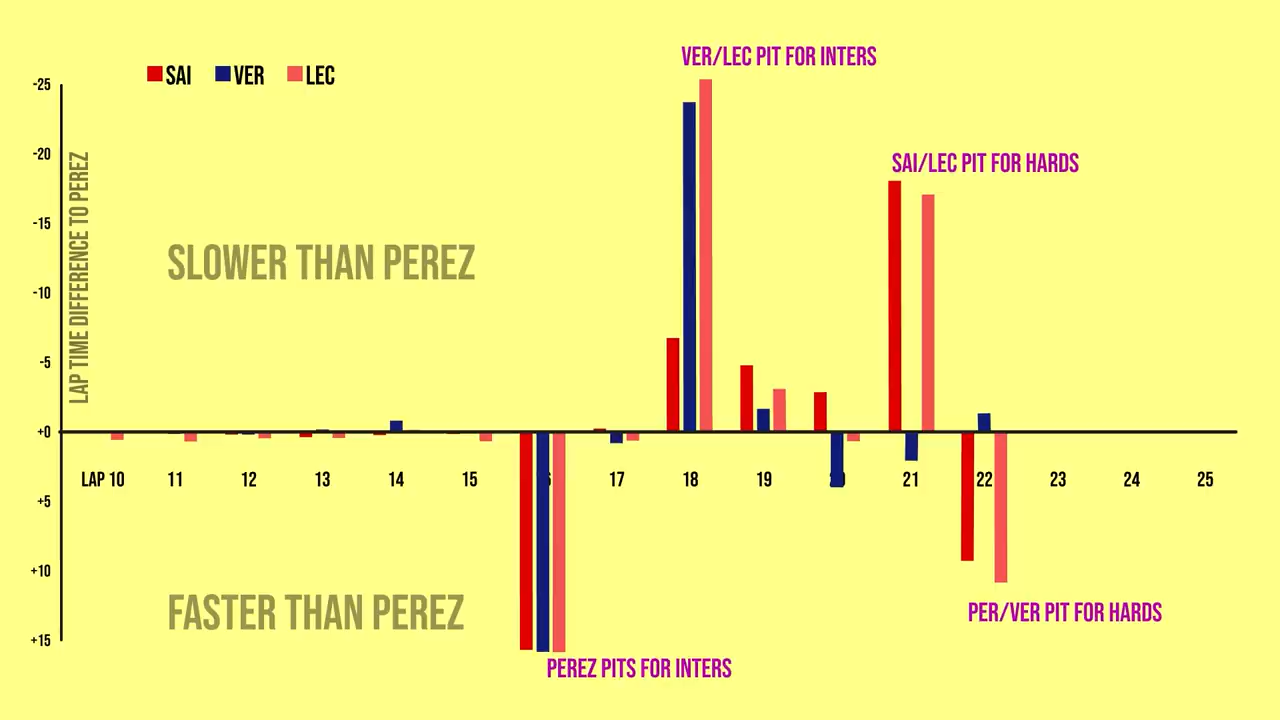 VER/LEC PIT FOR INTERS
SAI VER LEC
-25
-20
SAI/LEC PIT FOR HARDS
LAP TIME DIFFERENCE TO PEREZ
-15
SLOWER THAN PEREZ
-10
-5
+0
LAP 10 11 12 13 14 15 17 18 19 21 22 23 24 25
+5
+10
FASTER THAN PEREZ
PER/VER PIT FOR HARDS
+15
PEREZ PITS FOR INTERS